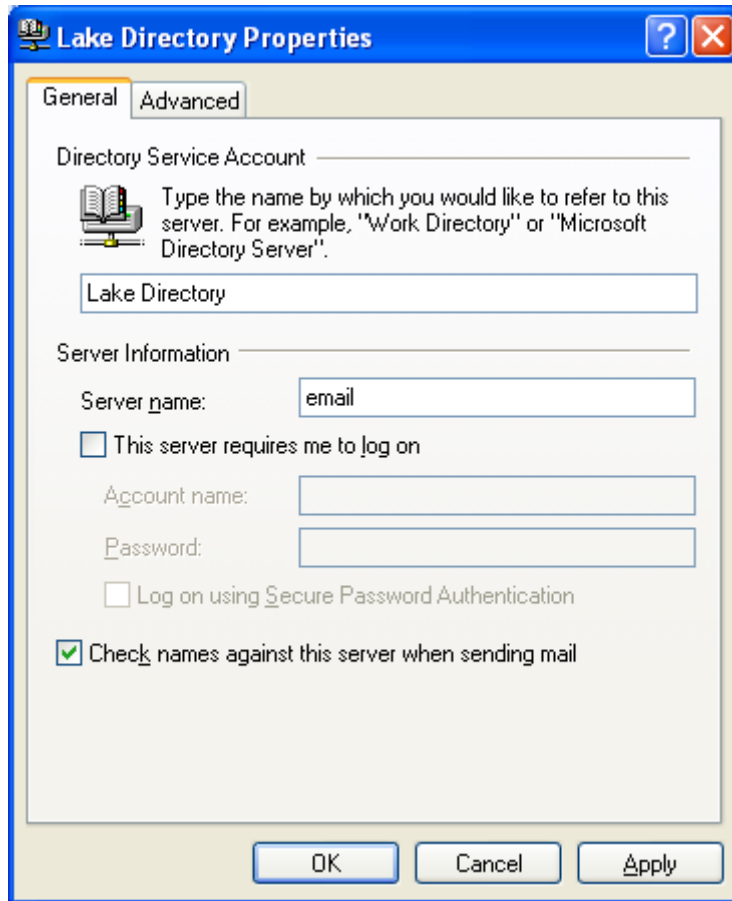 Lake Directory Properties
General
Advanced
Directory Service Account
Type the name by which you would like to refer to this
server. For example, "Work Directory" or "Microsoft
Directory Server".
Lake Directory
Server Information
Server name:
email
This server requires me to log on
Account name:
Password:
Log on using Secure Password Authentication
Check names against this server when sending mail
OK
Cancel
Apply